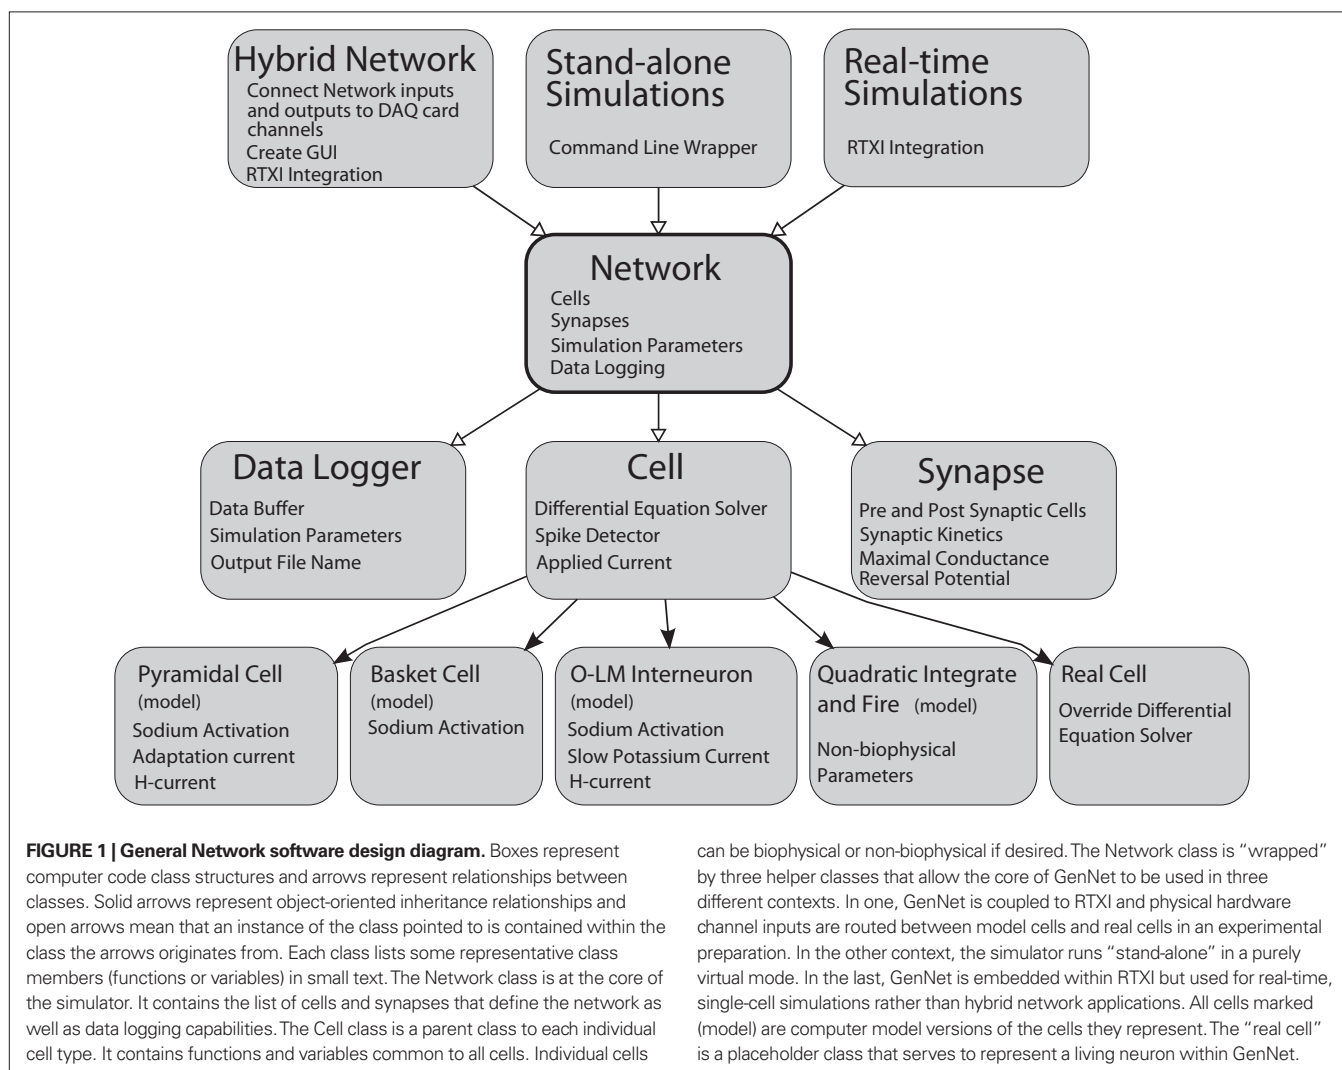 Hybrid Network
Connect Network inputs
and outputs to DAQ card
channels
Create GUI
RTXI Integration
Stand-alone
Simulations
Command Line Wrapper
Real-time
Simulations
RTXI Integration
Network
Cells
Synapses
Simulation Parameters
Data Logging
Data Logger
Data Buffer
Simulation Parameters
Output File Name
Cell
Differential Equation Solver
Spike Detector
Applied Current
Synapse
Pre and Post Synaptic Cells
Synaptic Kinetics
Maximal Conductance
Reversal Potential
Pyramidal Cell
(model)
Sodium Activation
Adaptation current
H-current
Basket Cell
(model)
Sodium Activation
O-LM Interneuron
(model)
Sodium Activation
Slow Potassium Current
H-current
Quadratic Integrate
and Fire (model)
Non-biophysical
Parameters
Real Cell
Override Differential
Equation Solver
FIGURE 1 | General Network software design diagram. Boxes represent
computer code class structures and arrows represent relationships between
classes. Solid arrows represent object-oriented inheritance relationships and
open arrows mean that an instance of the class pointed to is contained within the
class the arrows originates from. Each class lists some representative class
members (functions or variables) in small text. The Network class is at the core of
the simulator. It contains the list of cells and synapses that define the network as
well as data logging capabilities. The Cell class is a parent class to each individual
cell type. It contains functions and variables common to all cells. Individual cells
can be biophysical or non-biophysical if desired. The Network class is “wrapped”
by three helper classes that allow the core of GenNet to be used in three
different contexts. In one, GenNet is coupled to RTXI and physical hardware
channel inputs are routed between model cells and real cells in an experimental
preparation. In the other context, the simulator runs “stand-alone” in a purely
virtual mode. In the last, GenNet is embedded within RTXI but used for real-time,
single-cell simulations rather than hybrid network applications. All cells marked
(model) are computer model versions of the cells they represent. The “real cell”
is a placeholder class that serves to represent a living neuron within GenNet.